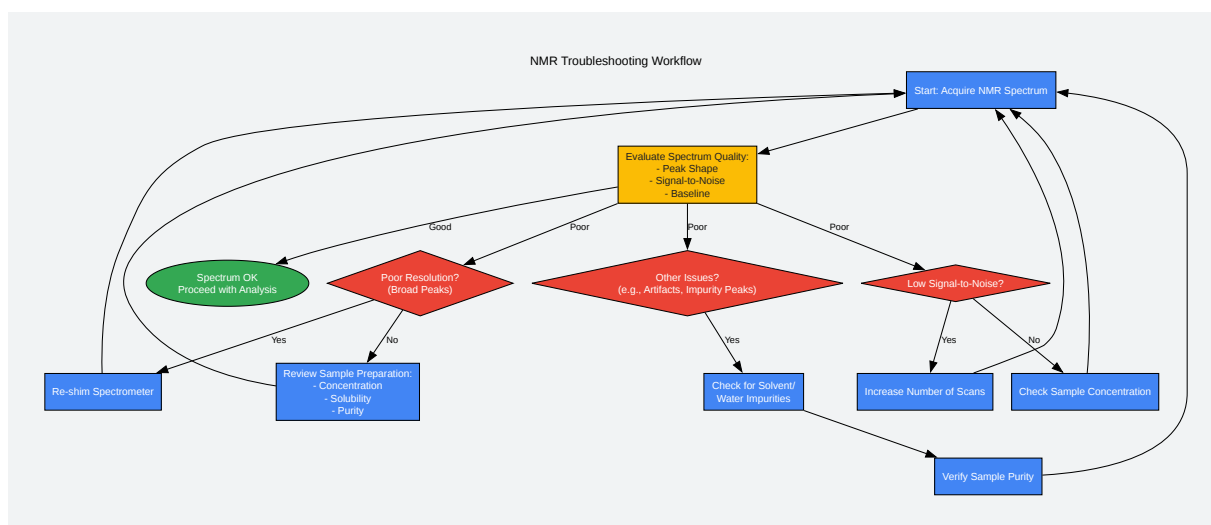 NMR Troubleshooting Workflow
Start: Acquire NMR Spectrum
Evaluate Spectrum Quality:
- Peak Shape
- Signal-to-Noise
- Baseline
Good
Poor
Poor
Poor
Spectrum OK
Proceed with Analysis
Poor Resolution?
(Broad Peaks)
Other Issues?
(e.g., Artifacts, Impurity Peaks)
Low Signal-to-Noise?
Yes
No
Yes
Yes
No
Re-shim Spectrometer
Review Sample Preparation:
- Concentration
- Solubility
- Purity
Check for Solvent/
Water Impurities
Increase Number of Scans
Check Sample Concentration
Verify Sample Purity